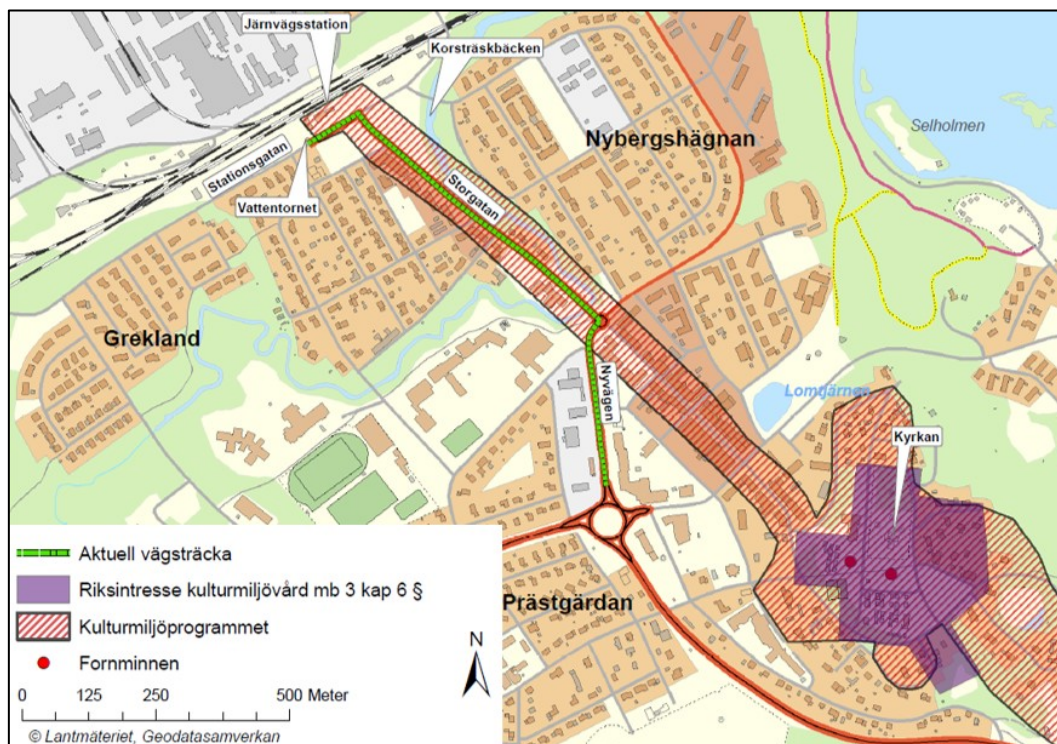 Järnvägsstation
Korsträskbäcken
Selholmen
Nybergshägnan
Stationsgatan
Storgatan
Vattentornet
Grekland
Nyvägen
Lomtjärnen
Kyrkan
Prästgärdan
Aktuell vägsträcka
Riksintresse kulturmiljövård mb 3 kap 6 §
Kulturmiljöprogrammet
Fornminnen
N
0 125 250 500 Meter
© Lantmäteriet, Geodatasamverkan